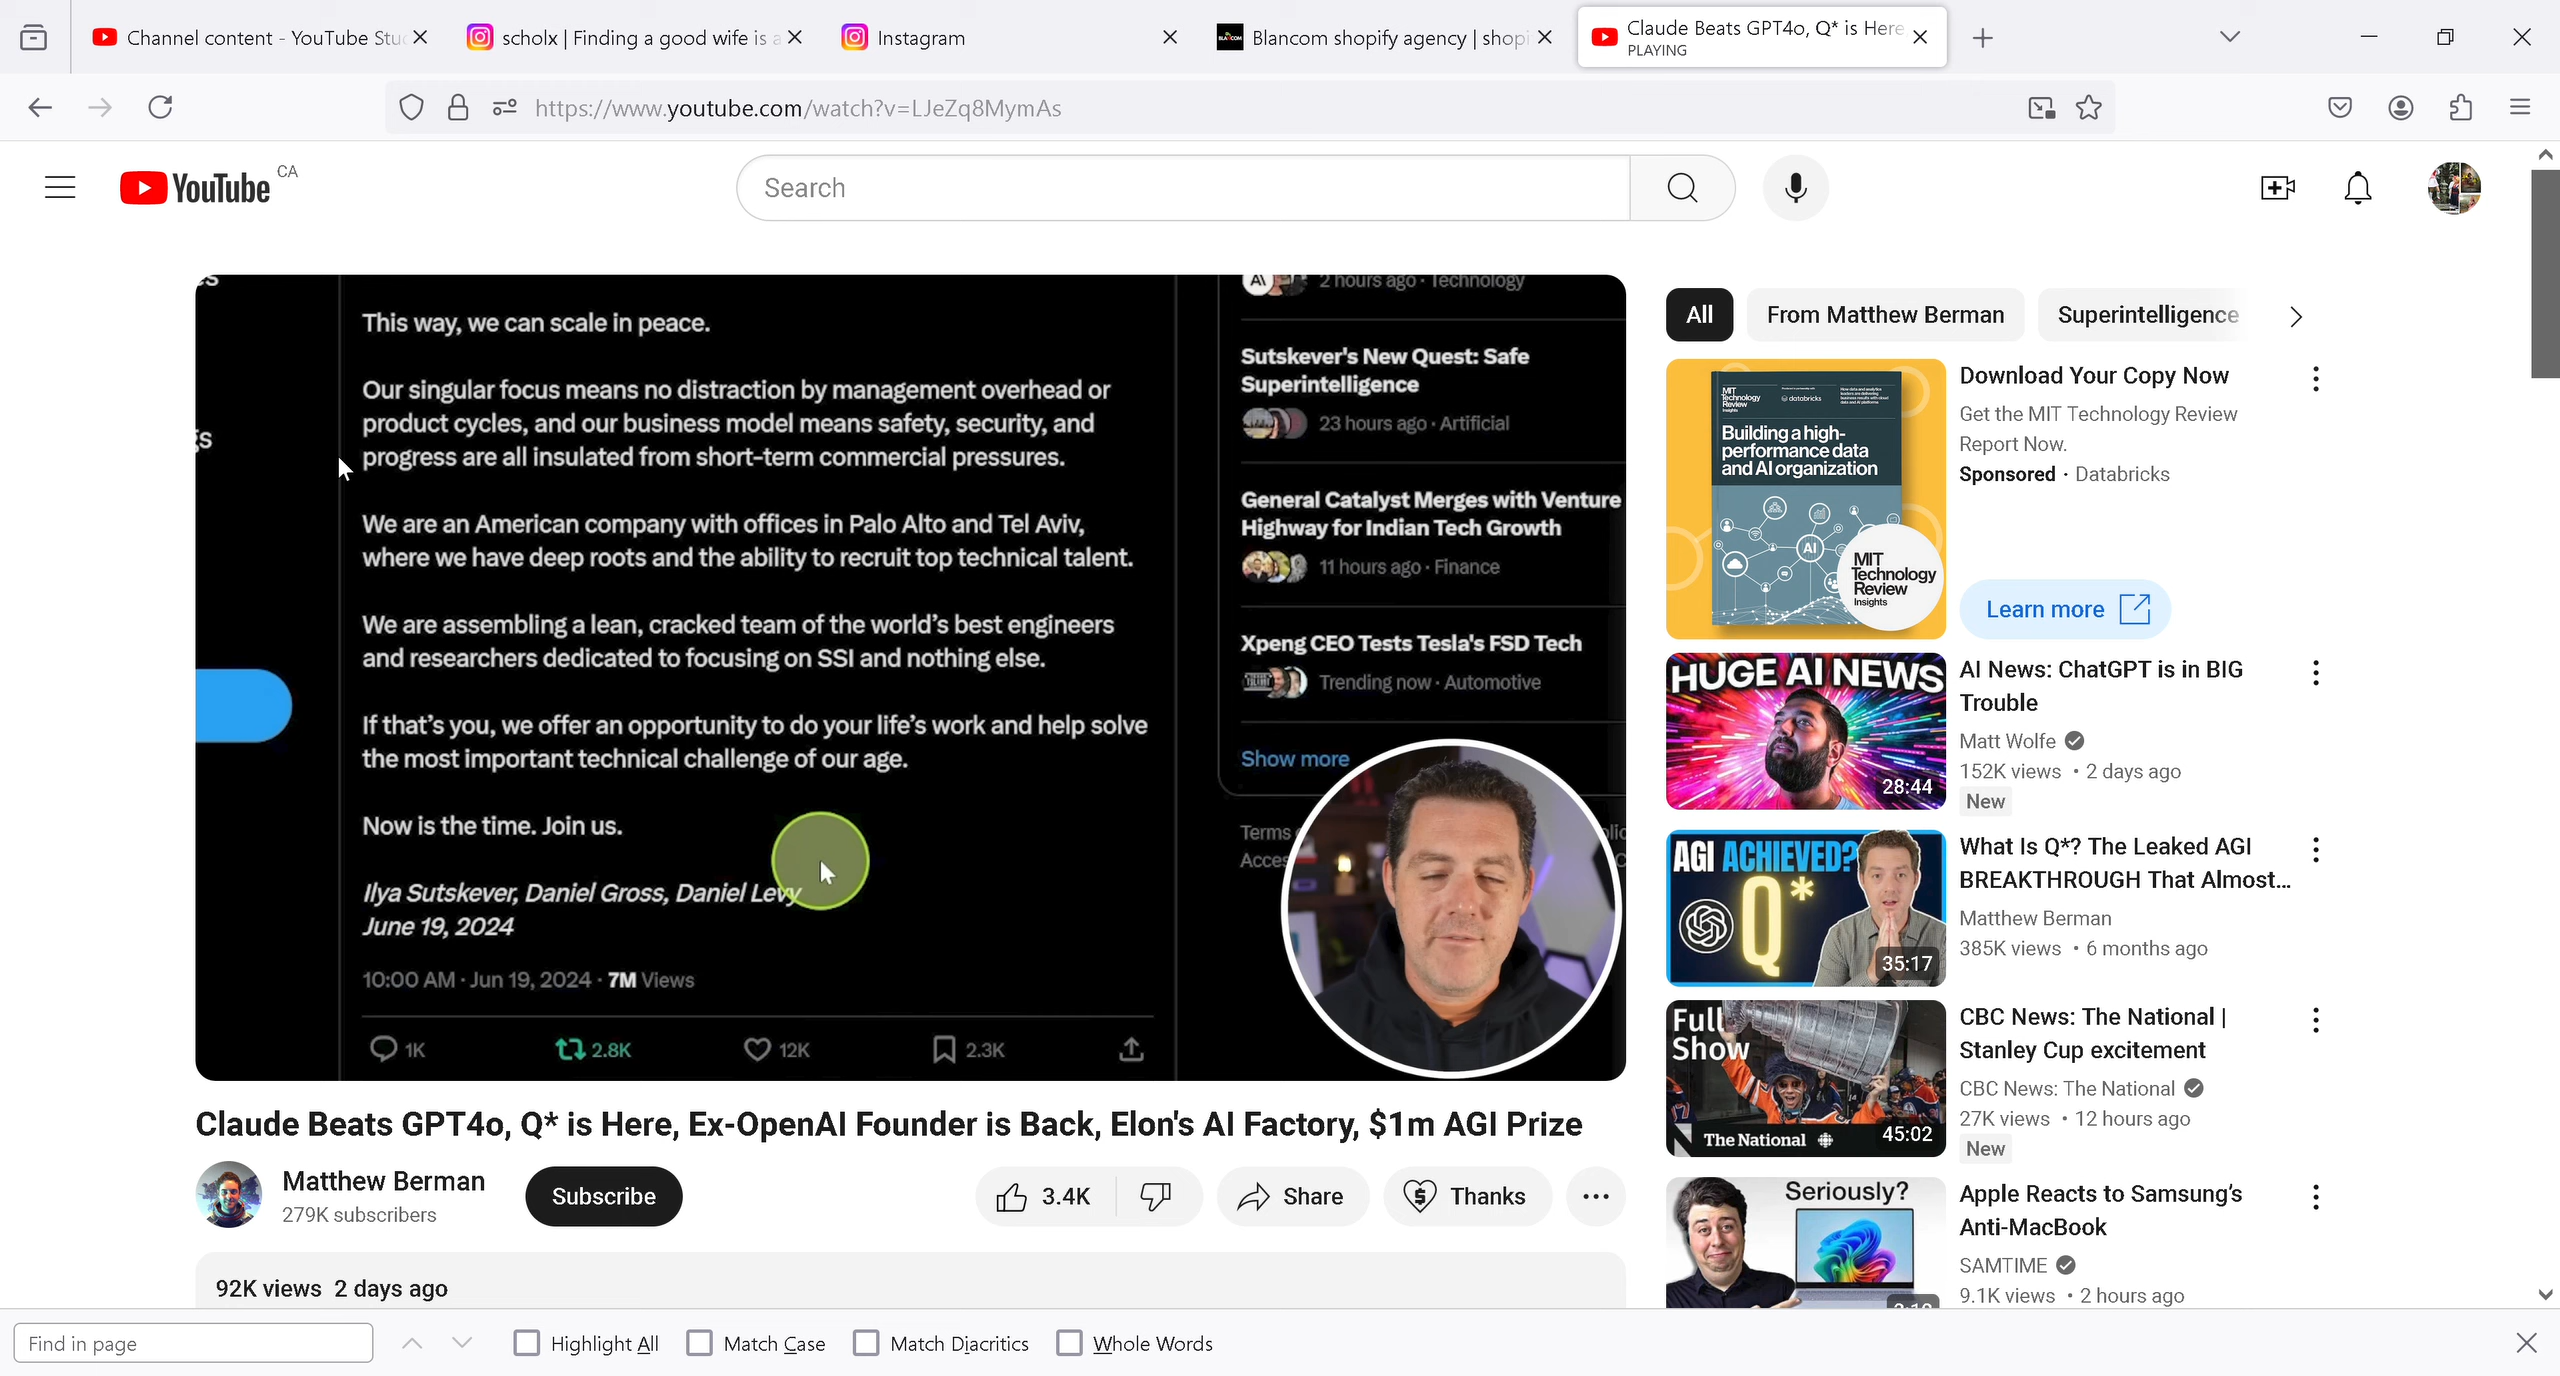 Channel content - YouTube Stu
scholx | Finding a good wife is a
Instagram
Blancom shopify agency | shopi
Claude Beats GPT4o, Q* is Here
PLAYING
https://www.youtube.com/watch?v=LJeZq8MymAs
YouTube CA
Search
This way, we can scale in peace.
Our singular focus means no distraction by management overhead or
product cycles, and our business model means safety, security, and
progress are all insulated from short-term commercial pressures.
We are an American company with offices in Palo Alto and Tel Aviv,
where we have deep roots and the ability to recruit top technical talent.
We are assembling a lean, cracked team of the world's best engineers
and researchers dedicated to focusing on SSI and nothing else.
If that's you, we offer an opportunity to do your life's work and help solve
the most important technical challenge of our age.
Now is the time. Join us.
Ilya Sutskever, Daniel Gross, Daniel Levy
June 19, 2024
10:00 AM · Jun 19, 2024 · 7M Views
1K
2.8K
12K
2.3K
2 hours ago · Technology
Sutskever's New Quest: Safe
Superintelligence
23 hours ago · Artificial
General Catalyst Merges with Venture
Highway for Indian Tech Growth
11 hours ago · Finance
Xpeng CEO Tests Tesla's FSD Tech
Trending now · Automotive
Show more
Terms
Acces
Claude Beats GPT4o, Q* is Here, Ex-OpenAI Founder is Back, Elon's AI Factory, $1m AGI Prize
Matthew Berman
279K subscribers
Subscribe
3.4K
Share
Thanks
92K views 2 days ago
All
From Matthew Berman
Superintelligence
MIT
Technology
Review
Insights
databricks
Building a high-
performance data
and AI organization
AI
MIT
Technology
Review
Insights
Download Your Copy Now
Get the MIT Technology Review
Report Now.
Sponsored · Databricks
Learn more
HUGE AI NEWS
28:44
AI News: ChatGPT is in BIG
Trouble
Matt Wolfe
152K views • 2 days ago
New
AGI ACHIEVED?
Q*
35:17
What Is Q*? The Leaked AGI
BREAKTHROUGH That Almost...
Matthew Berman
385K views • 6 months ago
Full
Show
The National
45:02
CBC News: The National |
Stanley Cup excitement
CBC News: The National
27K views • 12 hours ago
New
Seriously?
Apple Reacts to Samsung's
Anti-MacBook
SAMTIME
9.1K views • 2 hours ago
Find in page
Highlight All
Match Case
Match Diacritics
Whole Words